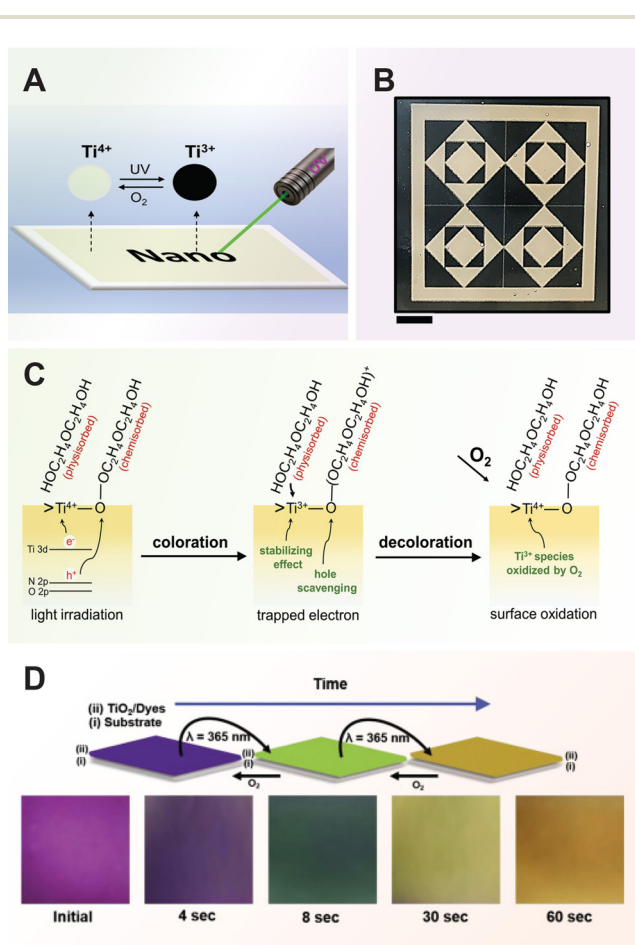 A
Ti4+
Ti3+
UV
O2
UV
Nano
B
C
HOC2H4OC2H4OH
(physisorbed)
OC2H4OC2H4OH
(chemisorbed)
>Ti4+—O
e-
Ti 3d
h+
N 2p
O 2p
light irradiation
coloration
HOC2H4OC2H4OH
(physisorbed)
(OC2H4OC2H4OH)+
(chemisorbed)
>Ti3+—O
stabilizing
effect
hole
scavenging
trapped electron
decoloration
O2
HOC2H4OC2H4OH
(physisorbed)
OC2H4OC2H4OH
(chemisorbed)
>Ti4+—O
Ti3+ species
oxidized by O2
surface oxidation
D
Time
(ii) TiO2/Dyes
(i) Substrate
λ = 365 nm
λ = 365 nm
(ii)
(i)
(ii)
(i)
(ii)
(i)
O2
O2
Initial
4 sec
8 sec
30 sec
60 sec